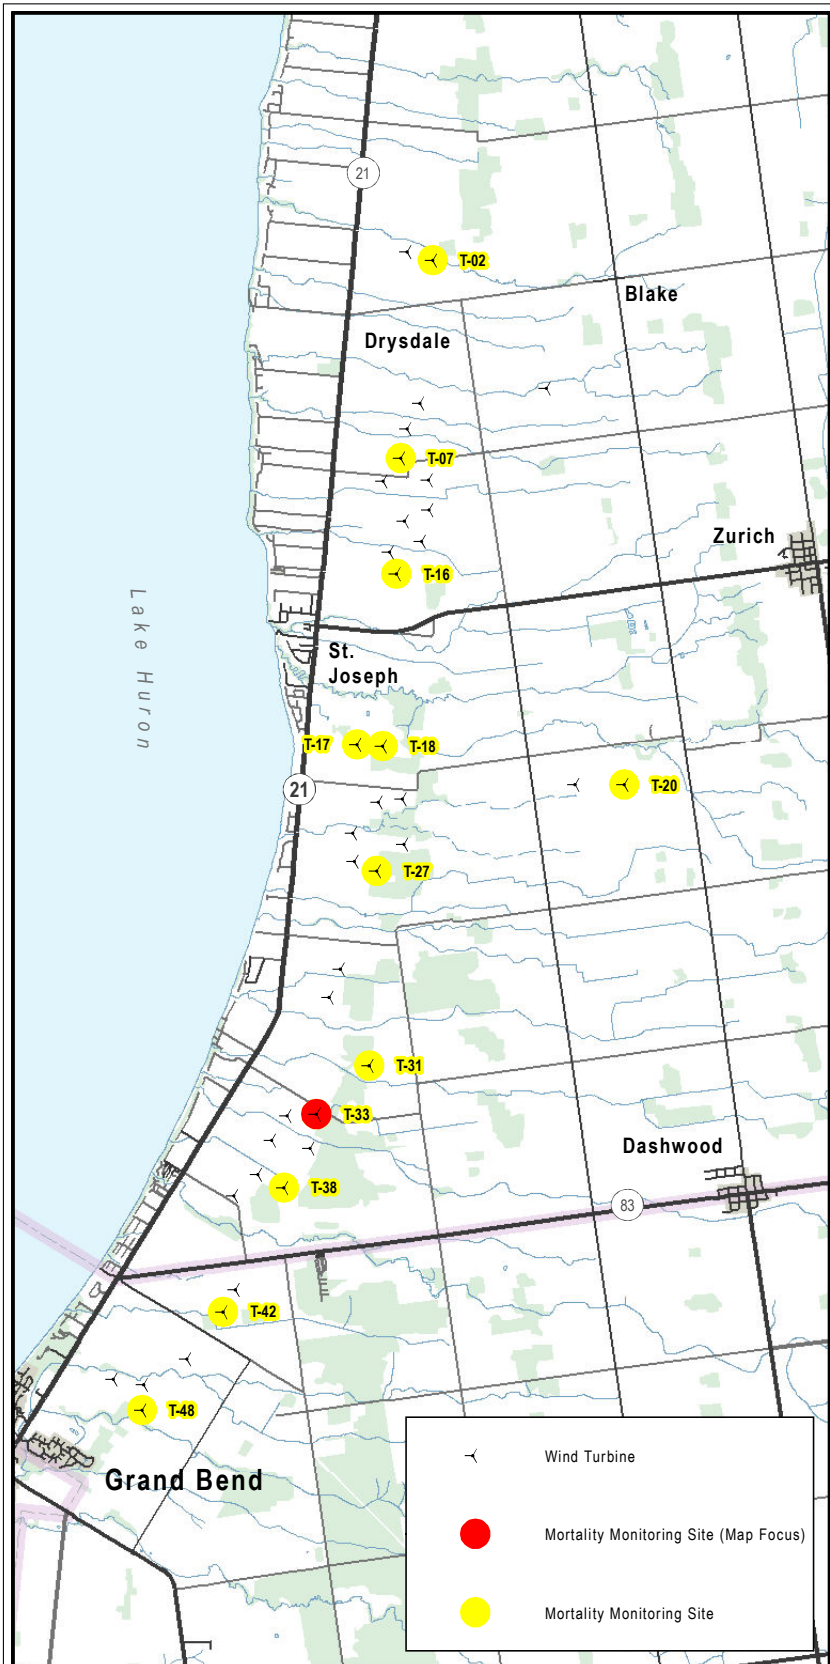 21
T-02
Blake
Drysdale
T-07
Zurich
T-16
Lake Huron
St.
Joseph
T-17
T-18
21
T-20
T-27
T-31
T-33
Dashwood
T-38
83
T-42
T-48
Grand Bend
Wind Turbine
Mortality Monitoring Site (Map Focus)
Mortality Monitoring Site